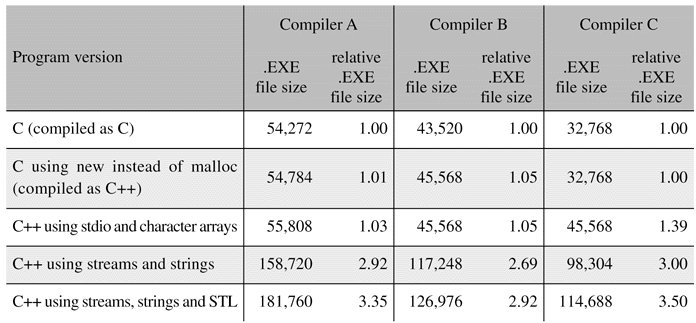 Compiler A Compiler B Compiler C
Program version .EXE file size relative .EXE file size .EXE file size relative .EXE file size .EXE file size relative .EXE file size
C (compiled as C) 54,272 1.00 43,520 1.00 32,768 1.00
C using new instead of malloc (compiled as C++) 54,784 1.01 45,568 1.05 32,768 1.00
C++ using stdio and character arrays 55,808 1.03 45,568 1.05 45,568 1.39
C++ using streams and strings 158,720 2.92 117,248 2.69 98,304 3.00
C++ using streams, strings and STL 181,760 3.35 126,976 2.92 114,688 3.50